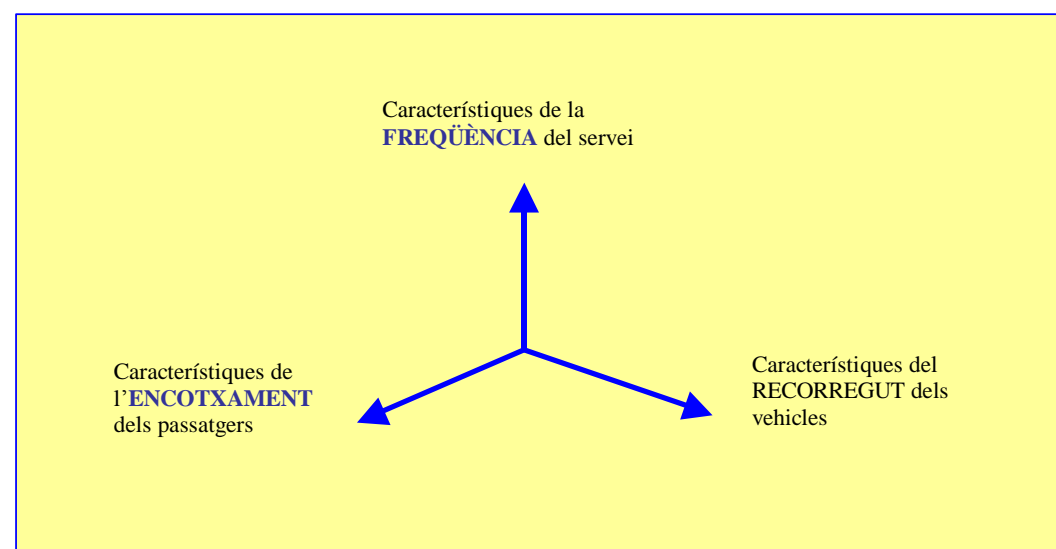 Característiques de la
FREQÜÈNCIA del servei
Característiques de
l’ENCOTXAMENT
dels passatgers
Característiques del
RECORREGUT dels
vehicles